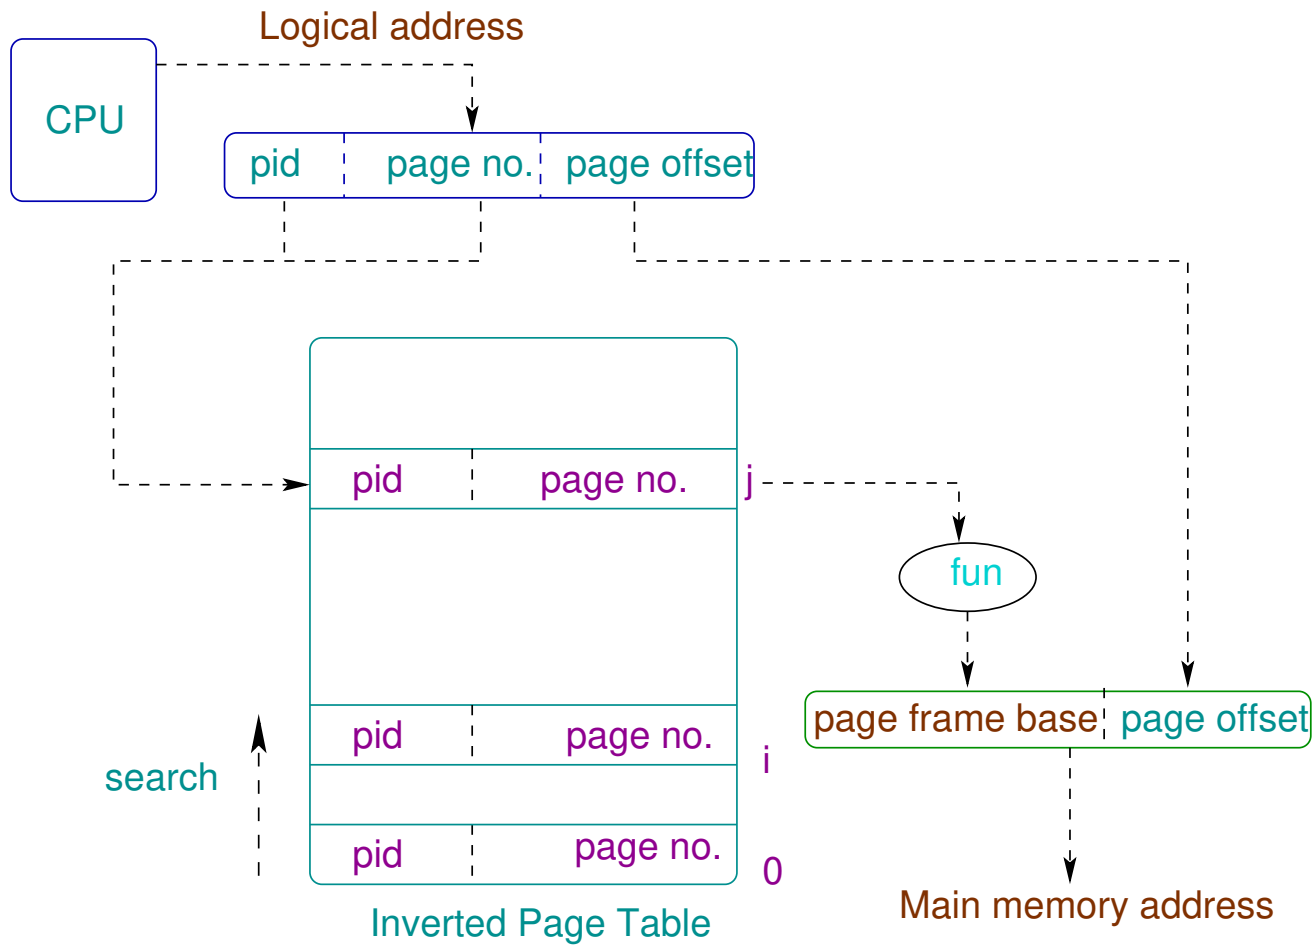 Logical address
CPU
pid page no. page offset
pid page no. j
fun
pid page no.
i
page frame base page offset
search
pid page no.
0
Inverted Page Table
Main memory address